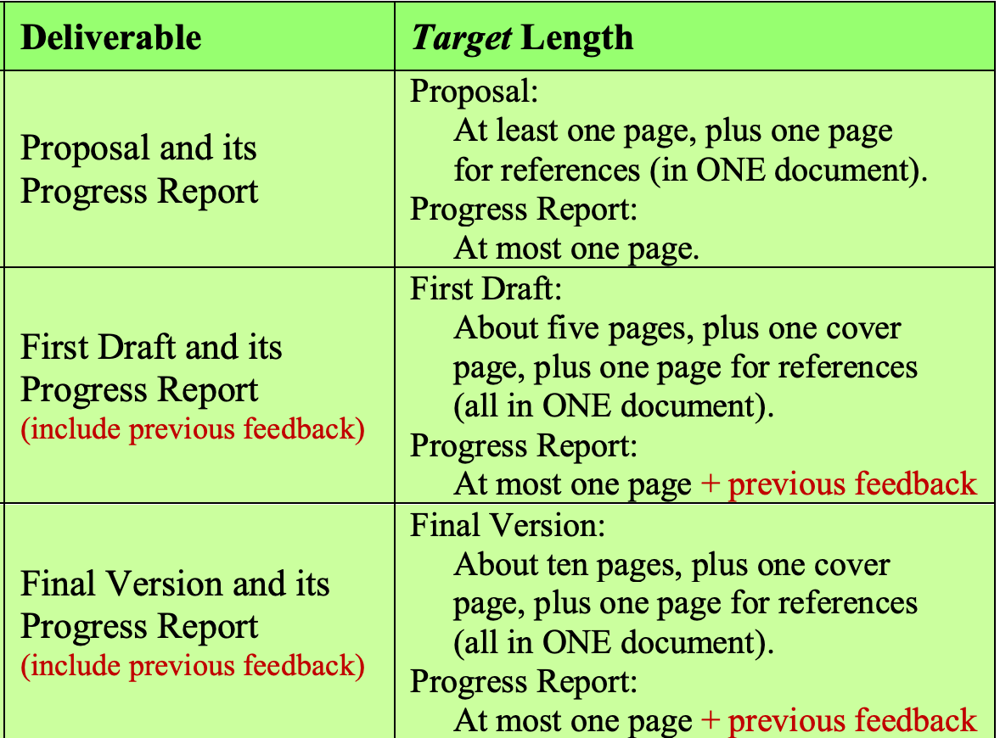 Deliverable
Target Length
Proposal and its
Progress Report
Proposal:
At least one page, plus one page
for references (in ONE document).
Progress Report:
At most one page.
First Draft and its
Progress Report
(include previous feedback)
First Draft:
About five pages, plus one cover
page, plus one page for references
(all in ONE document).
Progress Report:
At most one page + previous feedback
Final Version and its
Progress Report
(include previous feedback)
Final Version:
About ten pages, plus one cover
page, plus one page for references
(all in ONE document).
Progress Report:
At most one page + previous feedback